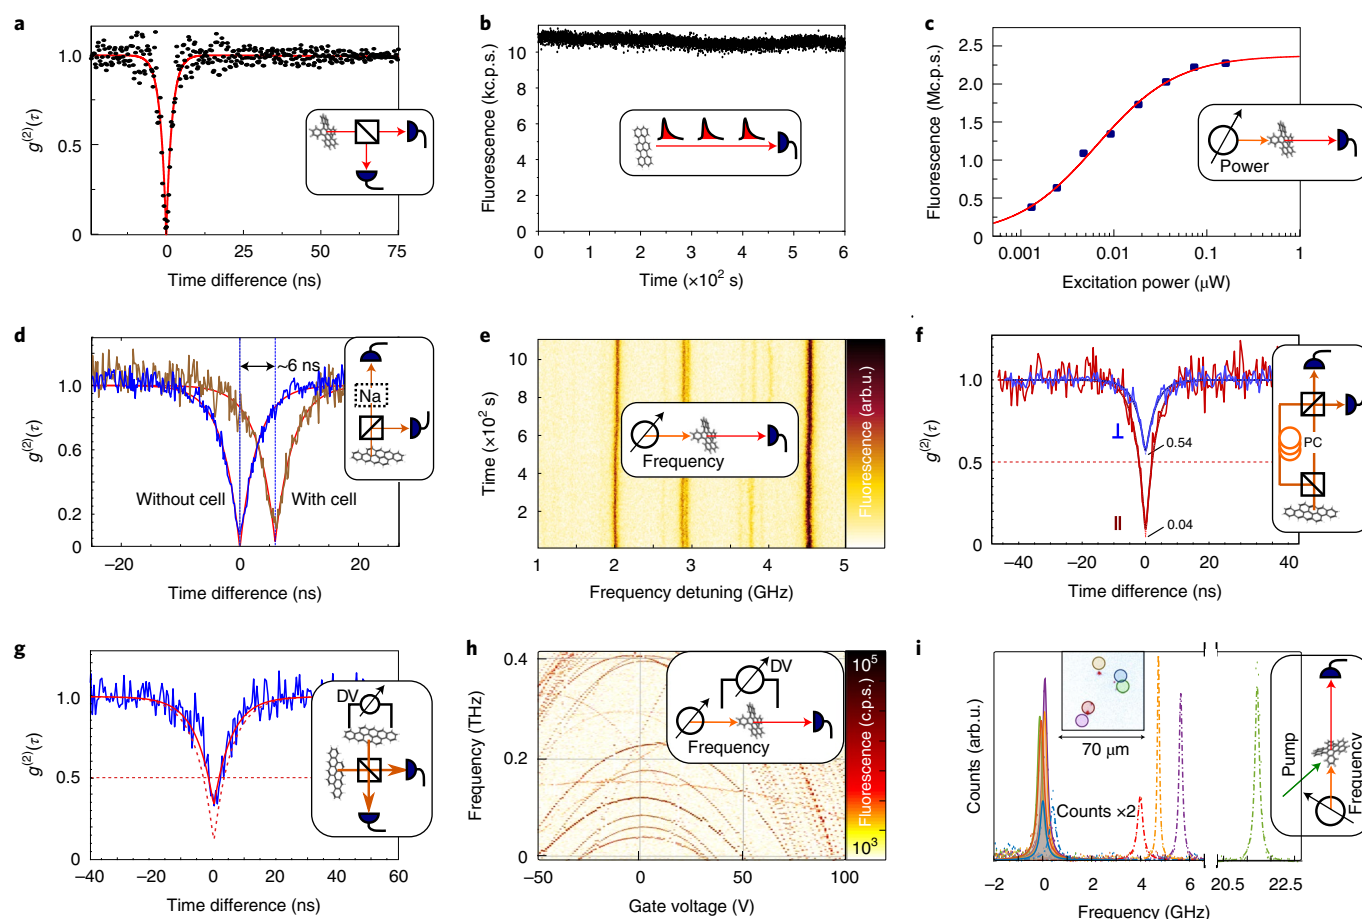 a
1.0
0.5
0
g(2)(τ)
0
25
50
75
Time difference (ns)
b
10
8
6
4
2
0
Fluorescence (kc.p.s.)
0
1
2
3
4
5
6
Time (×10² s)
c
2.5
2.0
1.5
1.0
0.5
0
Fluorescence (Mc.p.s.)
Power
0.001
0.01
0.1
1
Excitation power (μW)
d
1.0
0.6
0.4
0.2
0
g(2)(τ)
~6 ns
Na
Without cell
With cell
–20
0
20
Time difference (ns)
e
10
8
6
4
2
Time (×10² s)
Frequency
Fluorescence (arb.u.)
1
2
3
4
5
Frequency detuning (GHz)
f
1.0
0.5
0
g(2)(τ)
⊥
0.54
||
0.04
PC
–40
–20
0
20
40
Time difference (ns)
g
1.0
0.5
0
g(2)(τ)
DV
–40
–20
0
20
40
60
Time difference (ns)
h
0.4
0.2
0
Frequency (THz)
DV
Frequency
10⁵
Fluorescence (c.p.s.)
10³
–50
0
50
100
Gate voltage (V)
i
Counts (arb.u.)
70 μm
Counts ×2
Pump
Frequency
–2
0
2
4
6
20.5
22.5
Frequency (GHz)